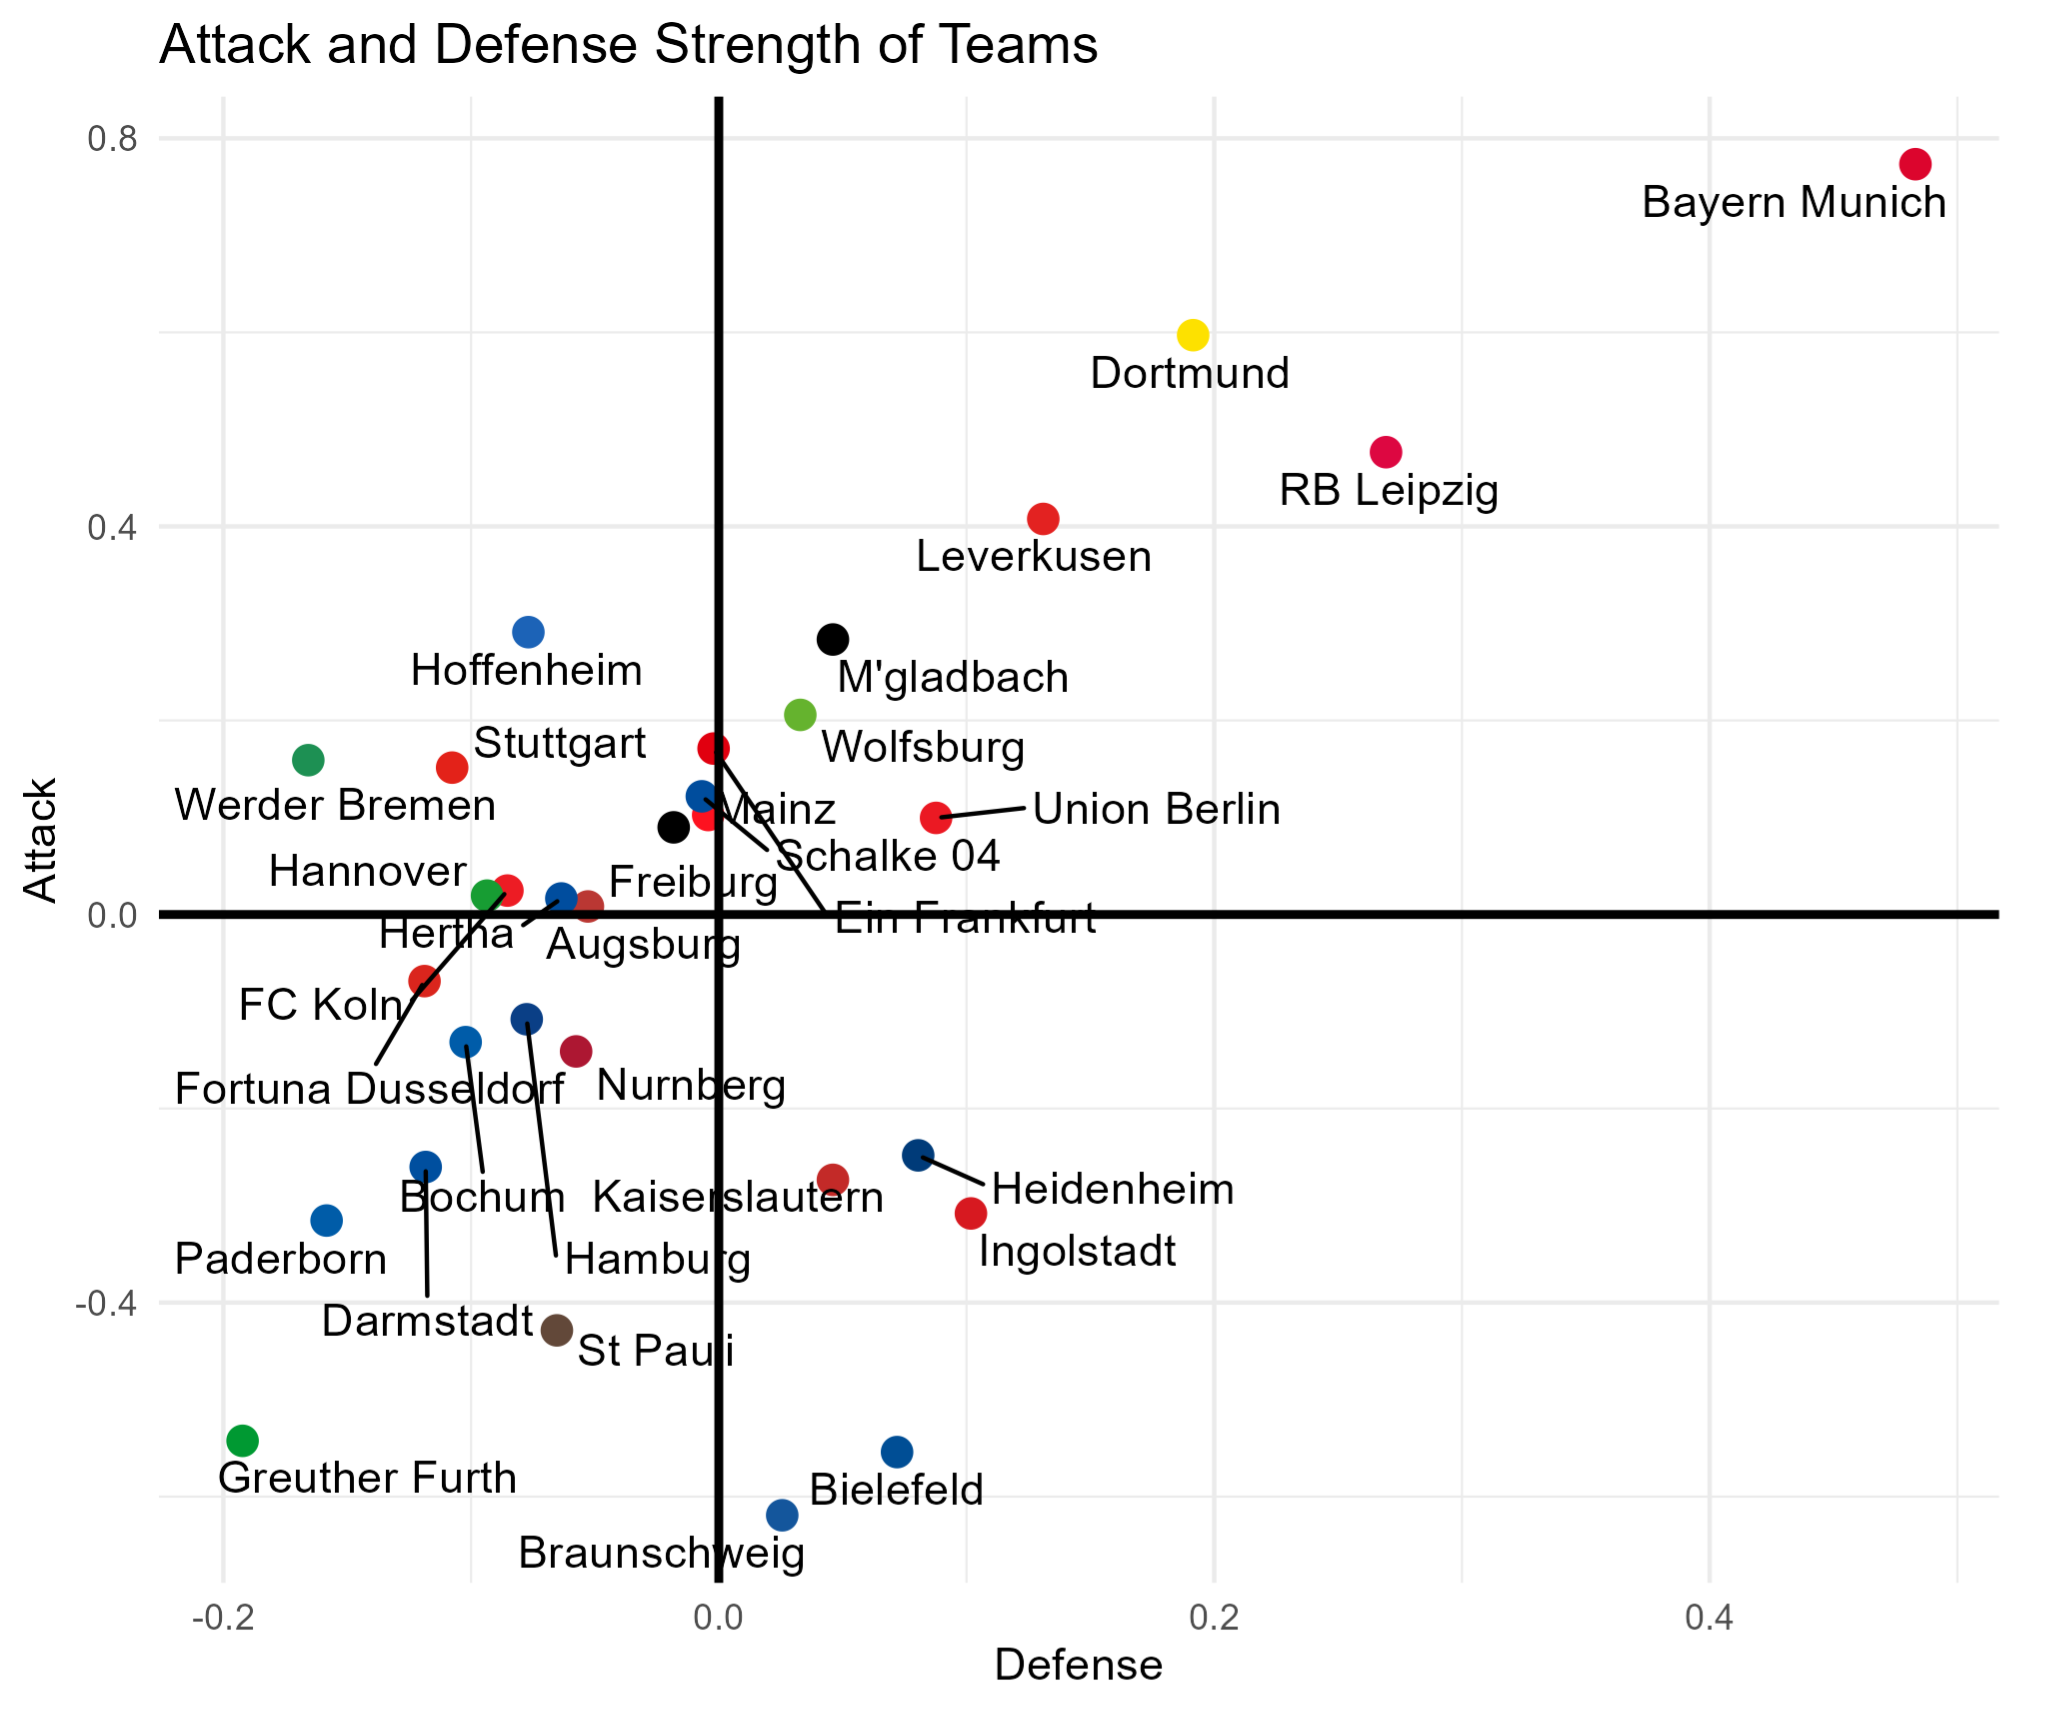 Attack and Defense Strength of Teams
0.8
Bayern Munich
Dortmund
RB Leipzig
0.4
Leverkusen
Hoffenheim
M'gladbach
Stuttgart
Wolfsburg
Werder Bremen
Mainz
Union Berlin
Schalke 04
Hannover
Freiburg
Attack
0.0
Ein Frankfurt
Hertha
Augsburg
FC Koln
Fortuna Dusseldorf
Nurnberg
Bochum
Kaiserslautern
Heidenheim
Paderborn
Hamburg
Ingolstadt
-0.4
Darmstadt
St Pauli
Greuther Furth
Bielefeld
Braunschweig
-0.2
0.0
0.2
0.4
Defense